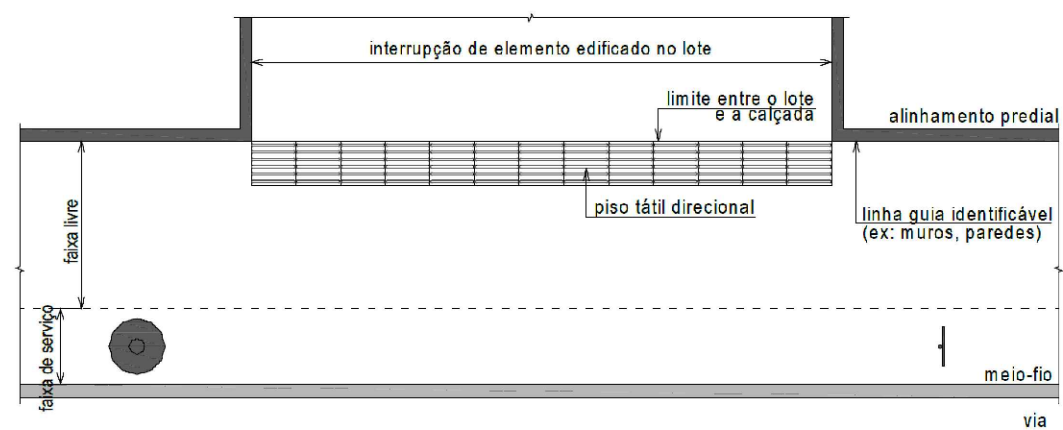 interrupção de elemento edificado no lote
limite entre o lote
e a calçada
alinhamento predial
piso tátil direcional
linha guia identificável
(ex: muros, paredes)
faixa livre
faixa de serviço
meio-fio
via